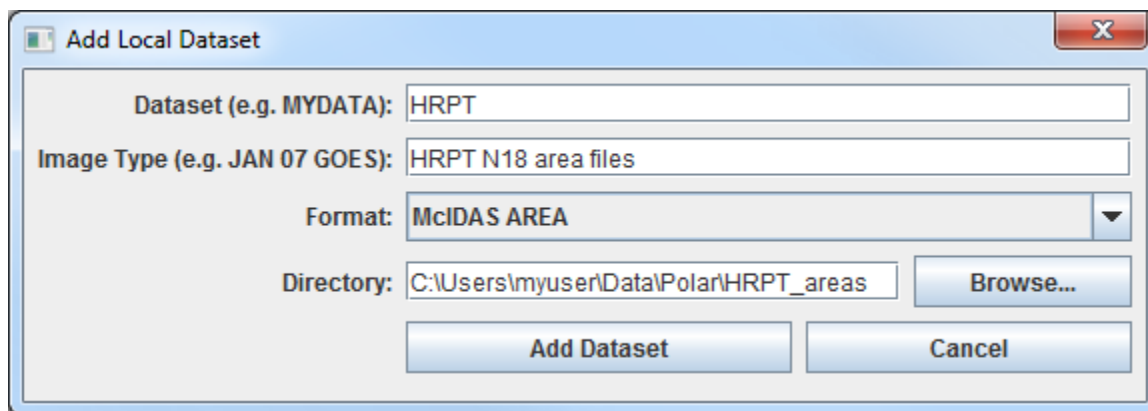 Add Local Dataset
Dataset (e.g. MYDATA): HRPT
Image Type (e.g. JAN 07 GOES): HRPT N18 area files
Format: McIDAS AREA
Directory: C:\Users\myuser\Data\Polar\HRPT_areas Browse...
Add Dataset Cancel